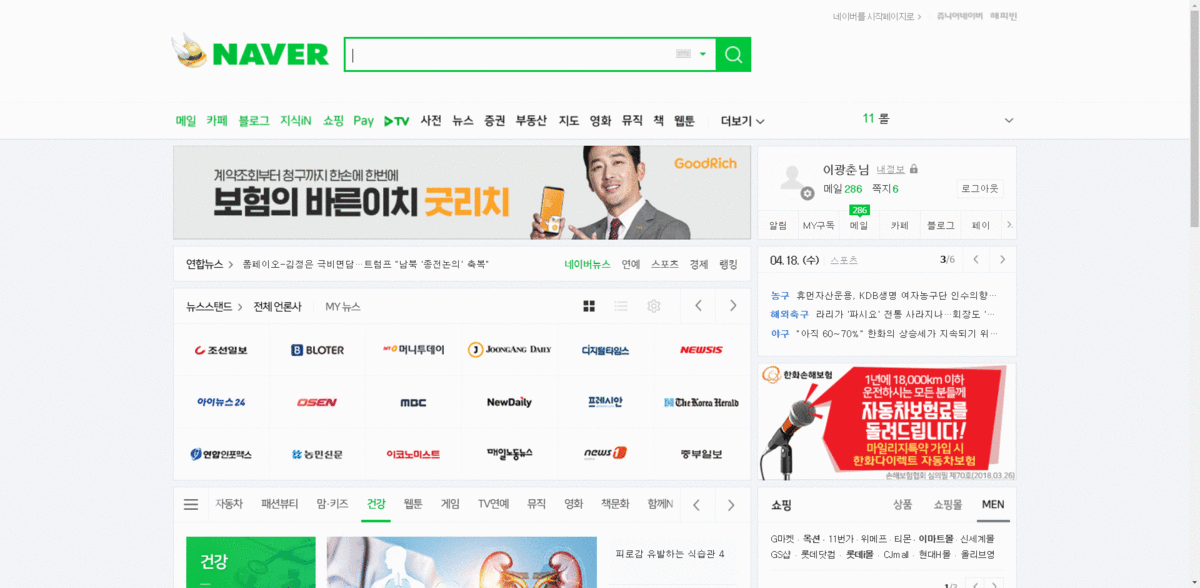 네이버를 시작페이지로 > 쥬니어네이버 해피빈
NAVER
메일 카페 블로그 지식iN 쇼핑 Pay TV 사전 뉴스 증권 부동산 지도 영화 뮤직 책 웹툰 더보기
11 롤
계약조회부터 청구까지 한손에 한번에
보험의 바른이치 굿리치
GoodRich
이광춘님 내정보
메일 286 쪽지 6
로그아웃
286
알림 MY구독 메일 카페 블로그 페이
연합뉴스 > 폼페이오-김정은 극비면담…트럼프 "남북 '종전논의' 축복"
네이버뉴스 연예 스포츠 경제 랭킹
04. 18. (수) 스포츠 3/6
농구 휴먼자산운용, KDB생명 여자농구단 인수의향…
해외축구 라리가 '파시요' 전통 사라지나…회장도 '…
야구 "아직 60~70%" 한화의 상승세가 지속되기 위…
뉴스스탠드 > 전체 언론사 MY 뉴스
조선일보 BLOTER 머니투데이 JOONGANG DAILY 디지털타임스 NEWSIS
아이뉴스24 OSEN MBC NewDaily 프레시안 The Korea Herald
연합인포맥스 농민신문 이코노미스트 매일노동뉴스 news1 중부일보
한화손해보험
1년에 18,000km 이하
운전하시는 모든 분들께
자동차보험료를
돌려드립니다!
마일리지특약 가입 시
한화다이렉트 자동차보험
손해보험협회 심의필 제70호(2018.03.26)
자동차 패션뷰티 맘·키즈 건강 웹툰 게임 TV연예 뮤직 영화 책문화 함께N
쇼핑 상품 쇼핑몰 MEN
G마켓 · 옥션 · 11번가 · 위메프 · 티몬 · 이마트몰 · 신세계몰
GS샵 · 롯데닷컴 · 롯데i몰 · CJmall · 현대H몰 · 올리브영
건강
피로감 유발하는 식습관 4
1/3